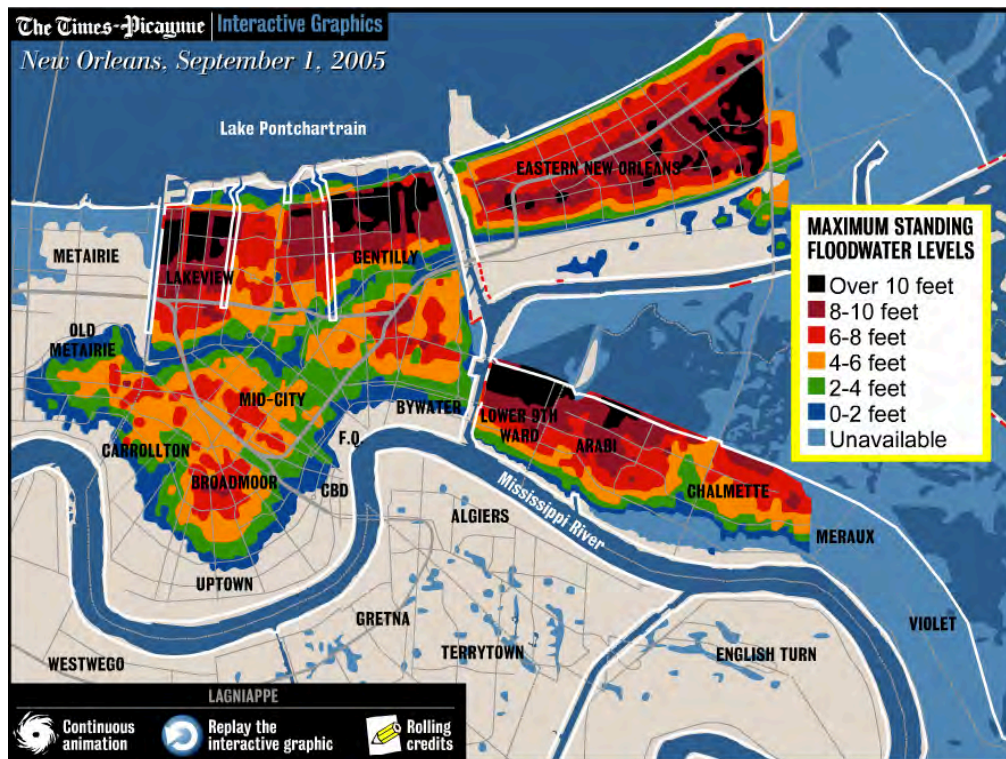 The Times-Picayune | Interactive Graphics
New Orleans, September 1, 2005
Lake Pontchartrain
EASTERN NEW ORLEANS
METAIRIE
LAKEVIEW
GENTILLY
OLD
METAIRIE
MID-CITY
BYWATER
LOWER 9TH
WARD
ARABI
CARROLLTON
F.Q.
BROADMOOR
CBD
CHALMETTE
Mississippi River
ALGIERS
MERAUX
UPTOWN
GRETNA
VIOLET
TERRYTOWN
ENGLISH TURN
WESTWEGO
MAXIMUM STANDING
FLOODWATER LEVELS
Over 10 feet
8-10 feet
6-8 feet
4-6 feet
2-4 feet
0-2 feet
Unavailable
LAGNIAPPE
Continuous
animation
Replay the
interactive graphic
Rolling
credits